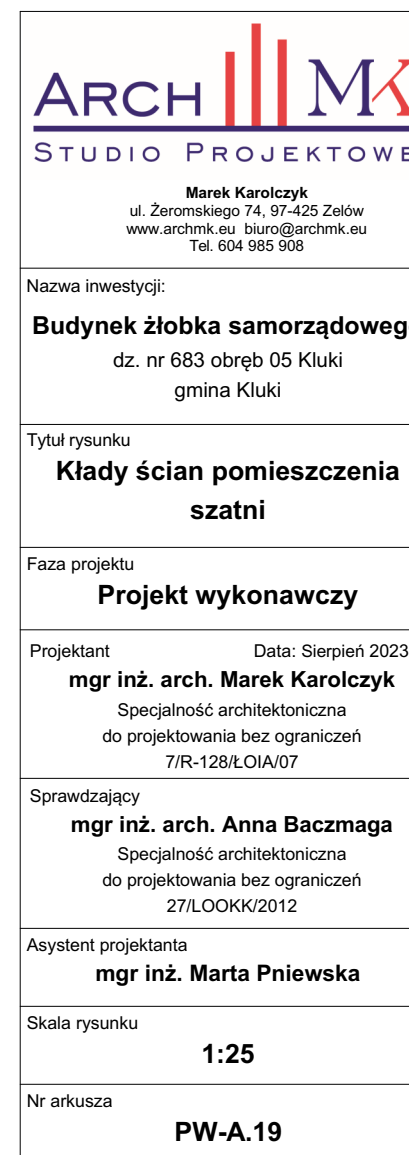 ARCH MK
STUDIO PROJEKTOWE
Marek Karolczyk
ul. Żeromskiego 74, 97-425 Zelów
www.archmk.eu biuro@archmk.eu
Tel. 604 985 908
Nazwa inwestycji:
Budynek żłobka samorządoweg
dz. nr 683 obręb 05 Kluki
gmina Kluki
Tytuł rysunku
Kłady ścian pomieszczenia
szatni
Faza projektu
Projekt wykonawczy
Projektant Data: Sierpień 2023
mgr inż. arch. Marek Karolczyk
Specjalność architektoniczna
do projektowania bez ograniczeń
7/R-128/ŁOIA/07
Sprawdzający
mgr inż. arch. Anna Baczmaga
Specjalność architektoniczna
do projektowania bez ograniczeń
27/LOOKK/2012
Asystent projektanta
mgr inż. Marta Pniewska
Skala rysunku
1:25
Nr arkusza
PW-A.19